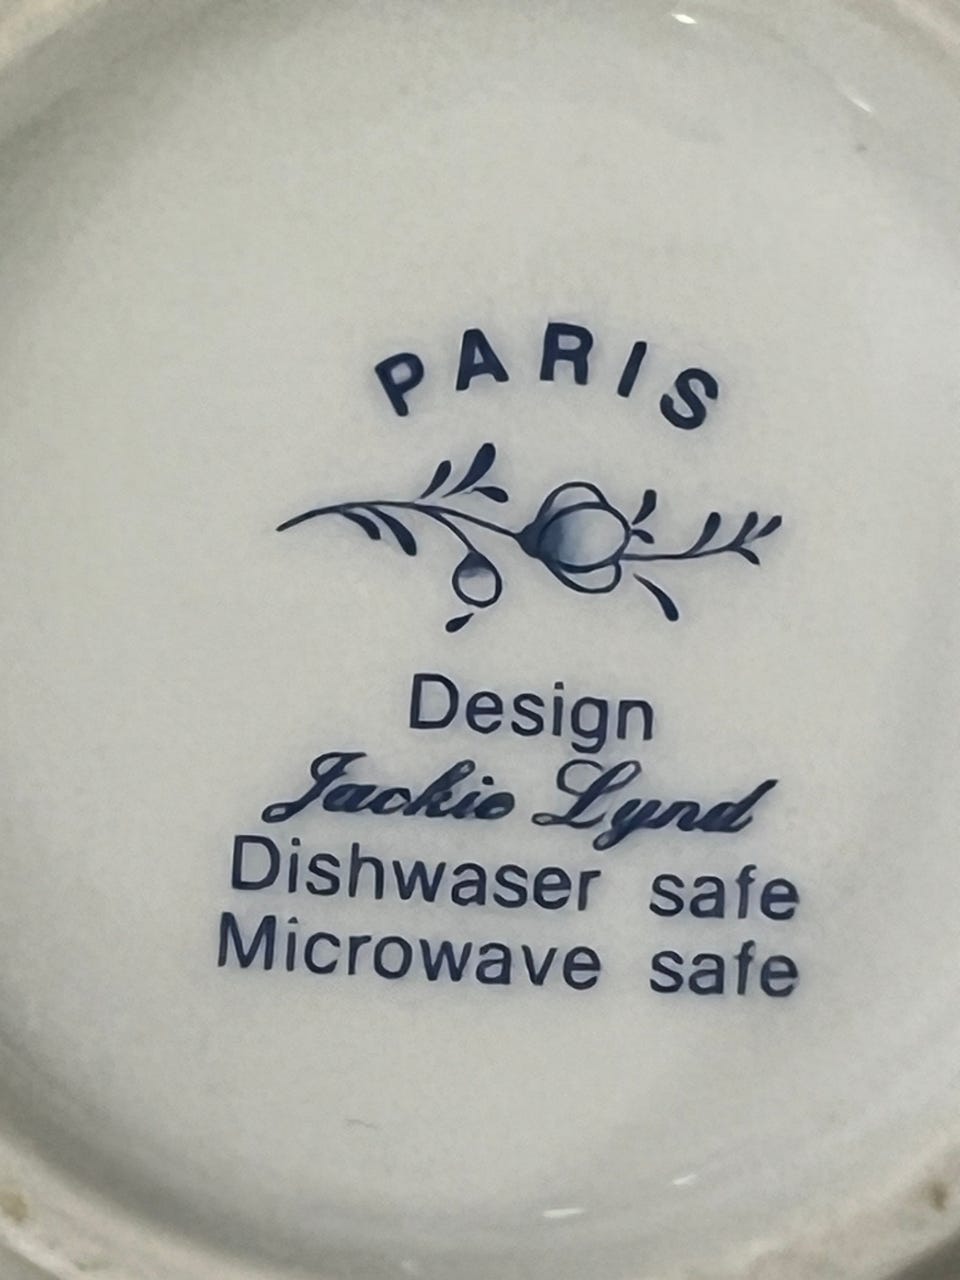 PARIS
Design
Jackie Lynd
Dishwaser safe
Microwave safe